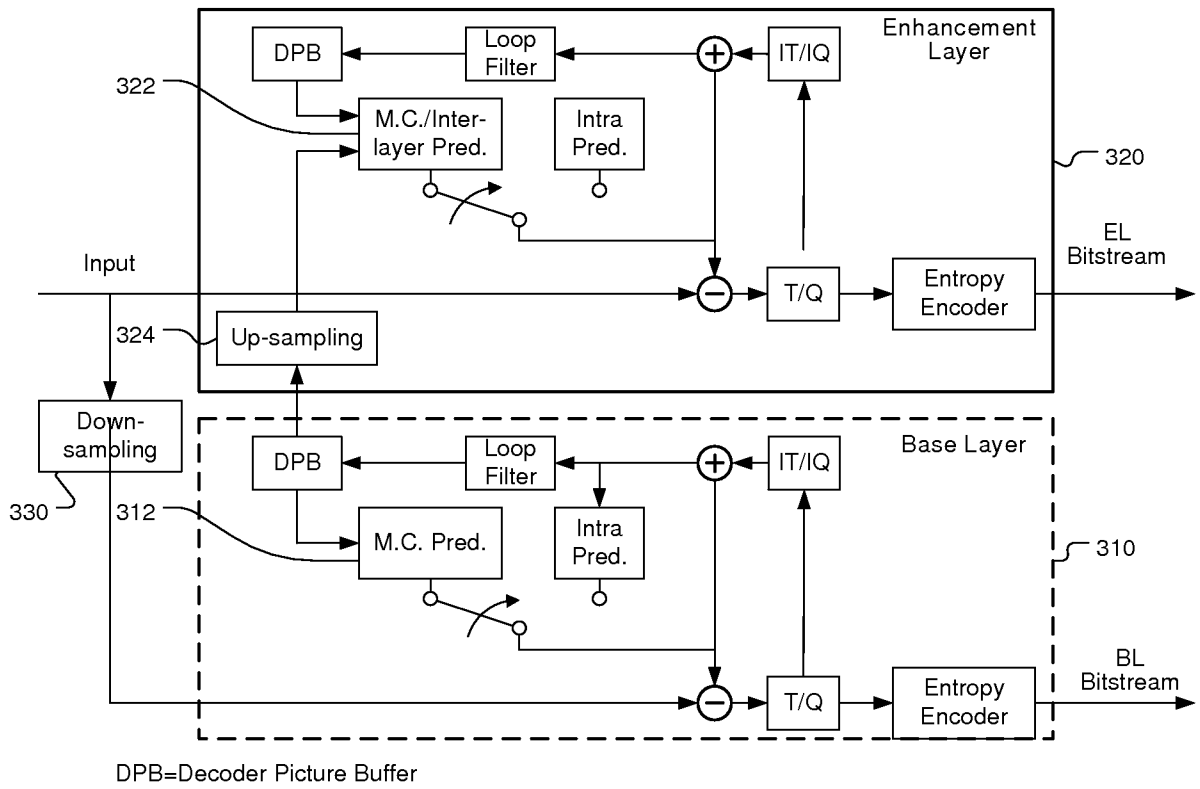 Enhancement
Layer
DPB
Loop
Filter
+
IT/IQ
322
M.C./Inter-
layer Pred.
Intra
Pred.
320
Input
EL
Bitstream
−
T/Q
Entropy
Encoder
324
Up-sampling
Down-
sampling
330
Base Layer
DPB
Loop
Filter
+
IT/IQ
312
M.C. Pred.
Intra
Pred.
310
BL
Bitstream
−
T/Q
Entropy
Encoder
DPB=Decoder Picture Buffer